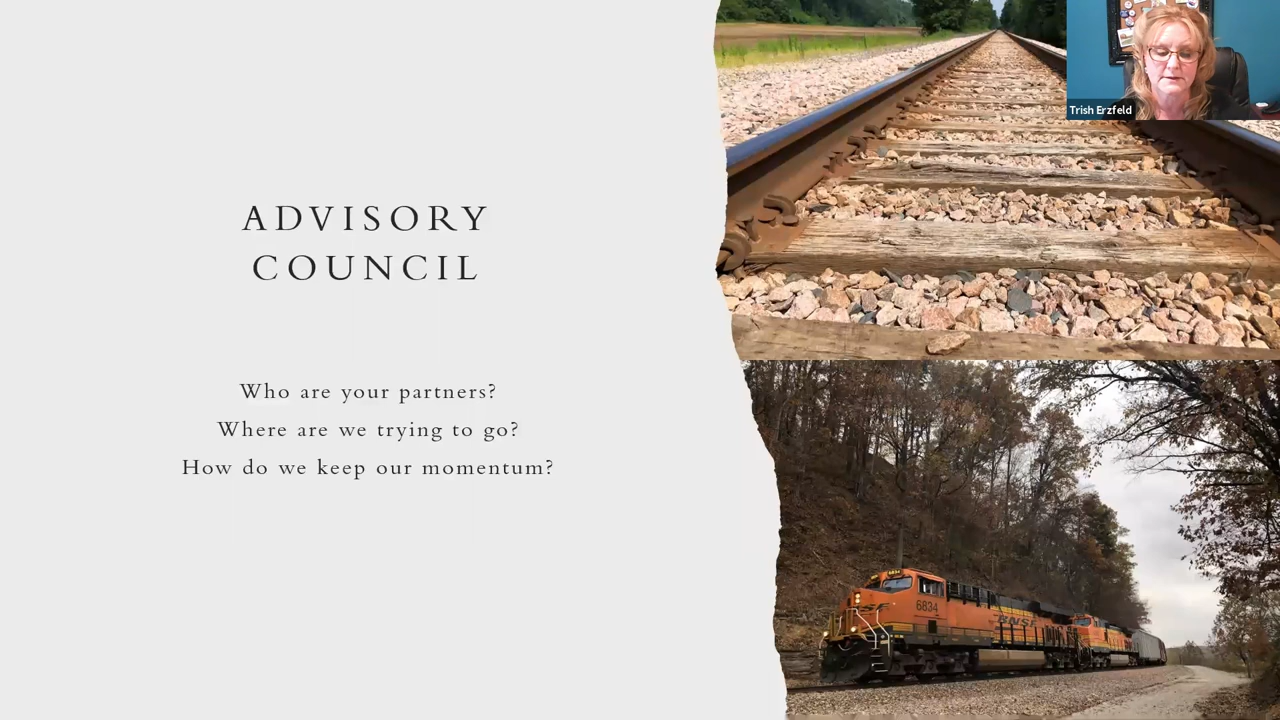 ADVISORY
COUNCIL
Who are your partners?
Where are we trying to go?
How do we keep our momentum?
Trish Erzfeld
6834
BNSF